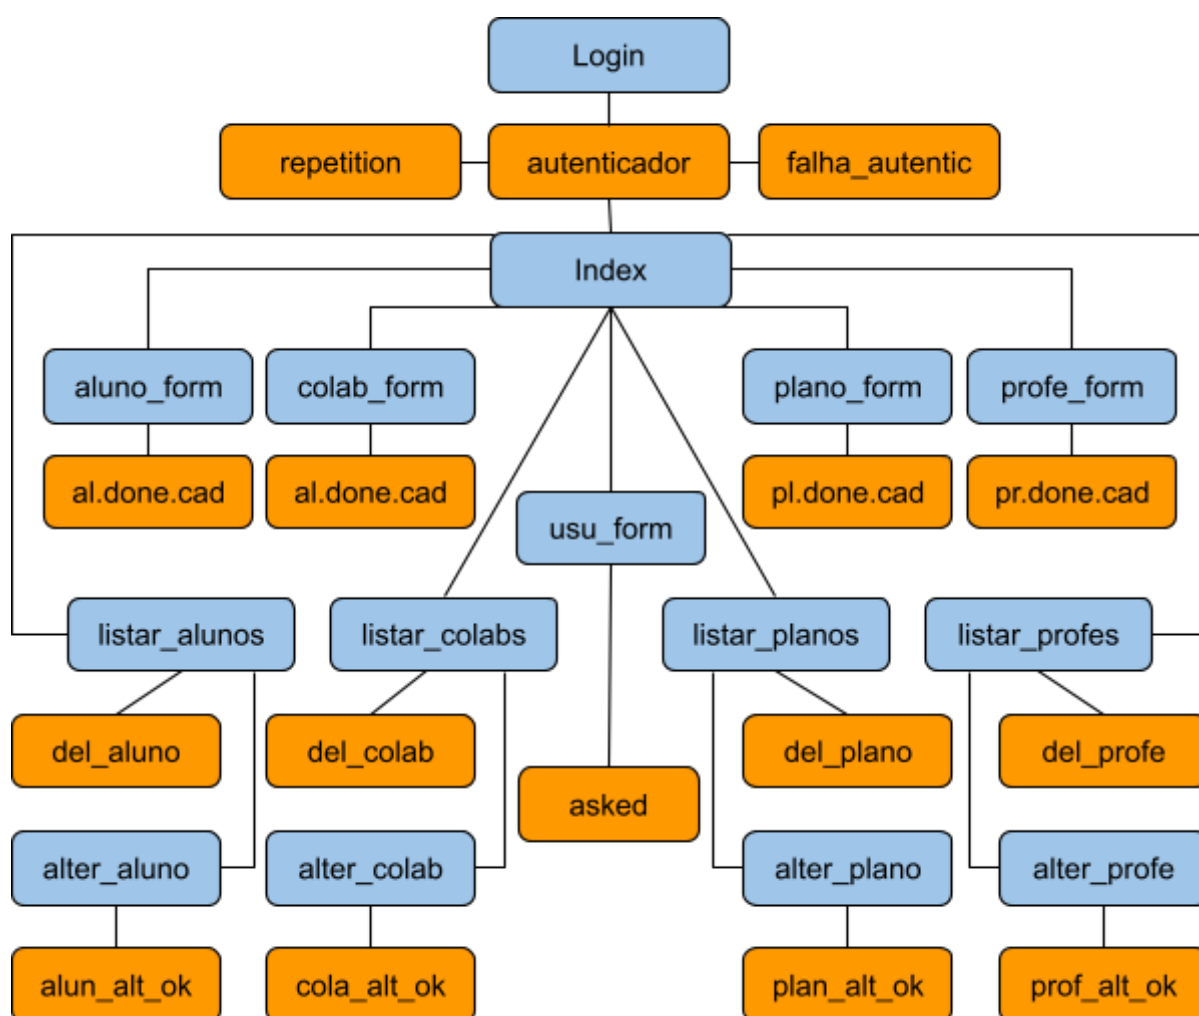 Login
repetition
autenticador
falha_autentic
Index
aluno_form
colab_form
plano_form
profe_form
al.done.cad
al.done.cad
pl.done.cad
pr.done.cad
usu_form
listar_alunos
listar_colabs
listar_planos
listar_profes
del_aluno
del_colab
del_plano
del_profe
asked
alter_aluno
alter_colab
alter_plano
alter_profe
alun_alt_ok
cola_alt_ok
plan_alt_ok
prof_alt_ok